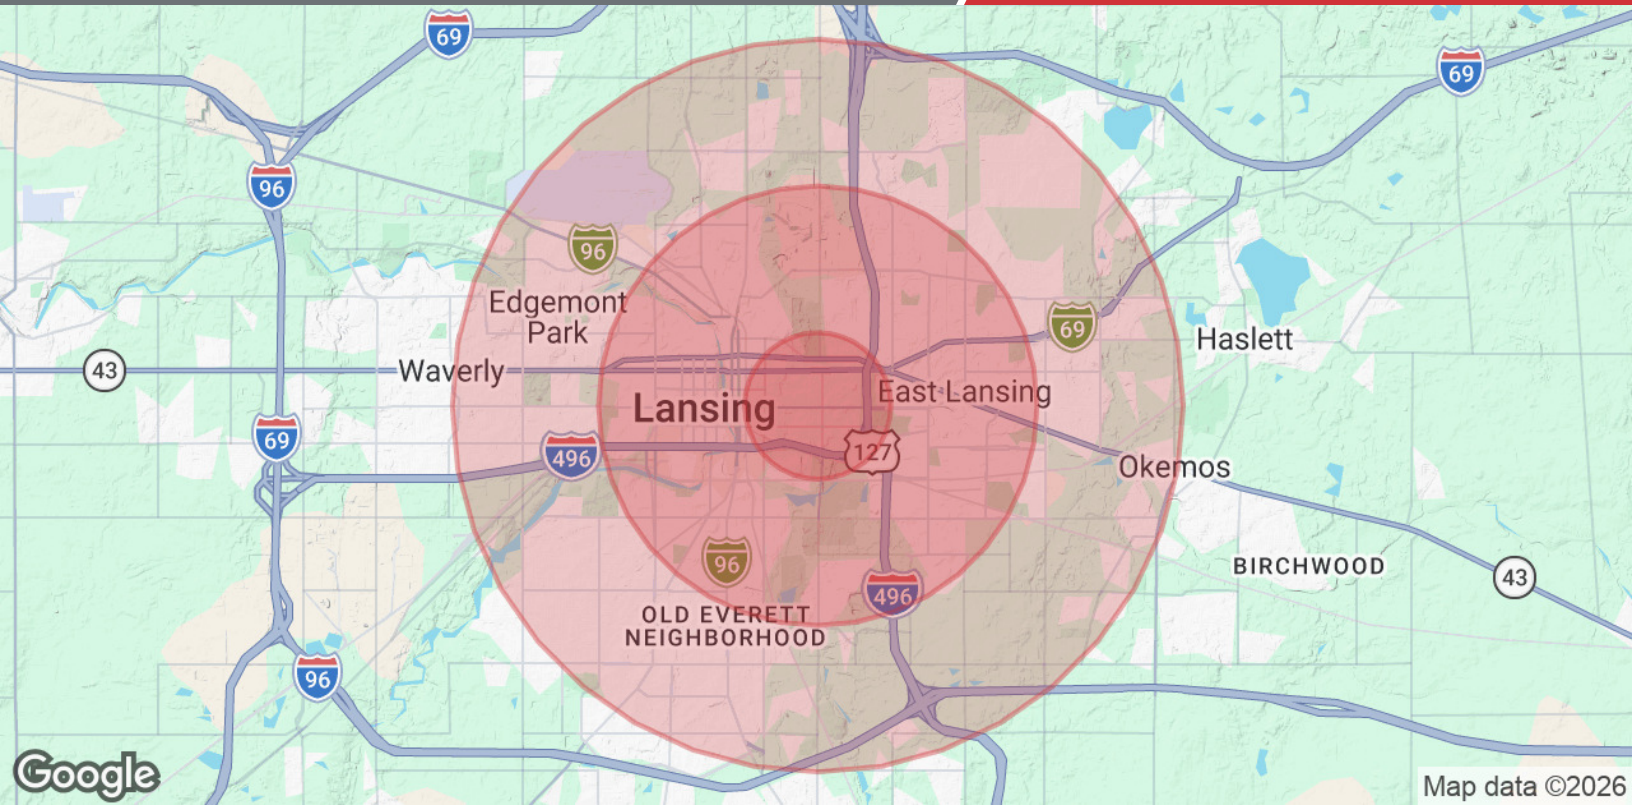 69
69
96
96
Edgemont
Park
69
Haslett
43
Waverly
East Lansing
Lansing
69
496
127
Okemos
96
BIRCHWOOD
43
496
OLD EVERETT
NEIGHBORHOOD
96
Google
Map data ©2026